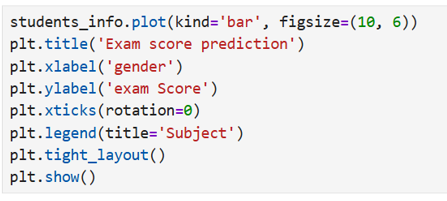 students_info.plot(kind='bar', figsize=(10, 6))
plt.title('Exam score prediction')
plt.xlabel('gender')
plt.ylabel('exam Score')
plt.xticks(rotation=0)
plt.legend(title='Subject')
plt.tight_layout()
plt.show()